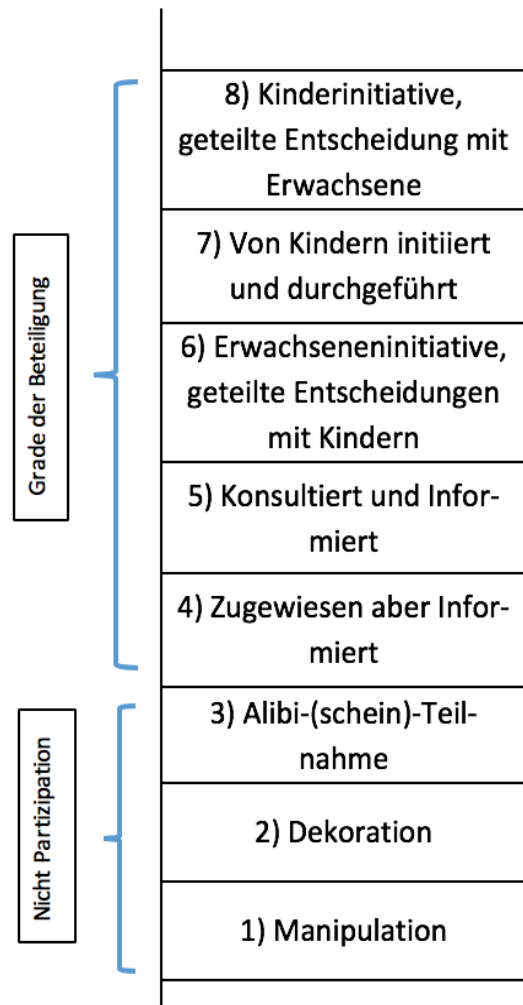 8) Kinderinitiative,
geteilte Entscheidung mit
Erwachsene
7) Von Kindern initiiert
und durchgeführt
6) Erwachseneninitiative,
geteilte Entscheidungen
mit Kindern
5) Konsultiert und Infor-
miert
4) Zugewiesen aber Infor-
miert
3) Alibi-(schein)-Teil-
nahme
2) Dekoration
1) Manipulation
Grade der Beteiligung
Nicht Partizipation